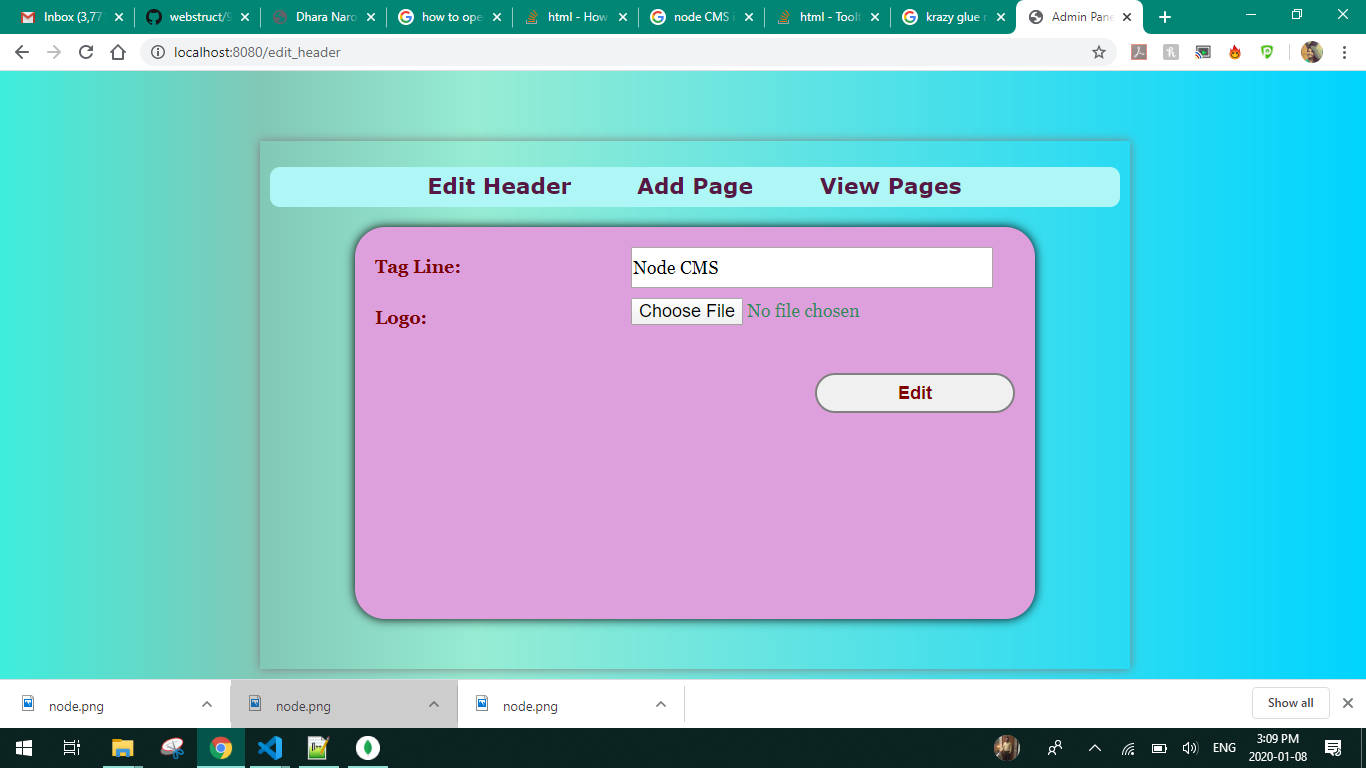 Inbox (3,77
webstruct/9
Dhara Naro
how to ope
html - How
node CMS
html - Toolt
krazy glue r
Admin Pane
localhost:8080/edit_header
Edit Header Add Page View Pages
Tag Line: Node CMS
Logo: Choose File No file chosen
Edit
node.png node.png node.png Show all
ENG 3:09 PM
2020-01-08